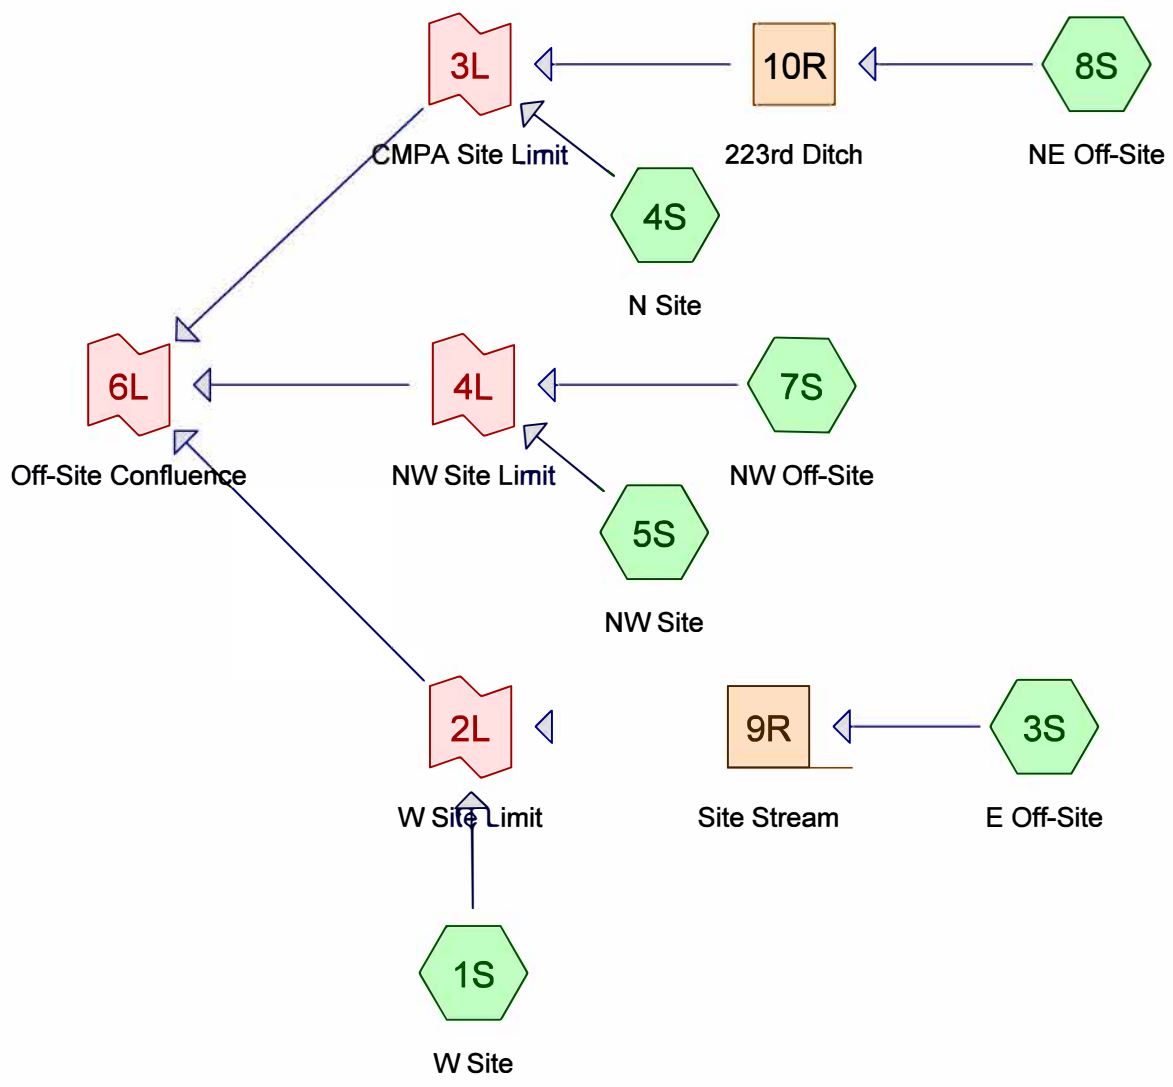 3L
10R
8S
CMPA Site Limit
223rd Ditch
NE Off-Site
4S
N Site
6L
4L
7S
Off-Site Confluence
NW Site Limit
NW Off-Site
5S
NW Site
2L
9R
3S
W Site Limit
Site Stream
E Off-Site
1S
W Site